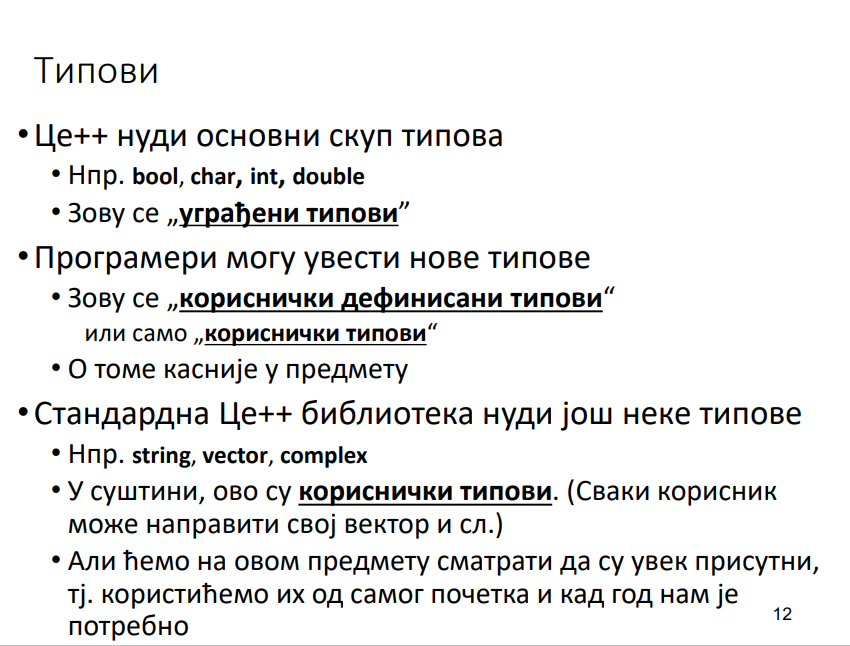 Типови
• Це++ нуди основни скуп типова
• Нпр. bool, char, int, double
• Зову се „уграђени типови”
• Програмери могу увести нове типове
• Зову се „кориснички дефинисани типови“
или само „кориснички типови“
• О томе касније у предмету
• Стандардна Це++ библиотека нуди још неке типове
• Нпр. string, vector, complex
• У суштини, ово су кориснички типови. (Сваки корисник
може направити свој вектор и сл.)
• Али ћемо на овом предмету сматрати да су увек присутни,
тј. користићемо их од самог почетка и кад год нам је
потребно
12